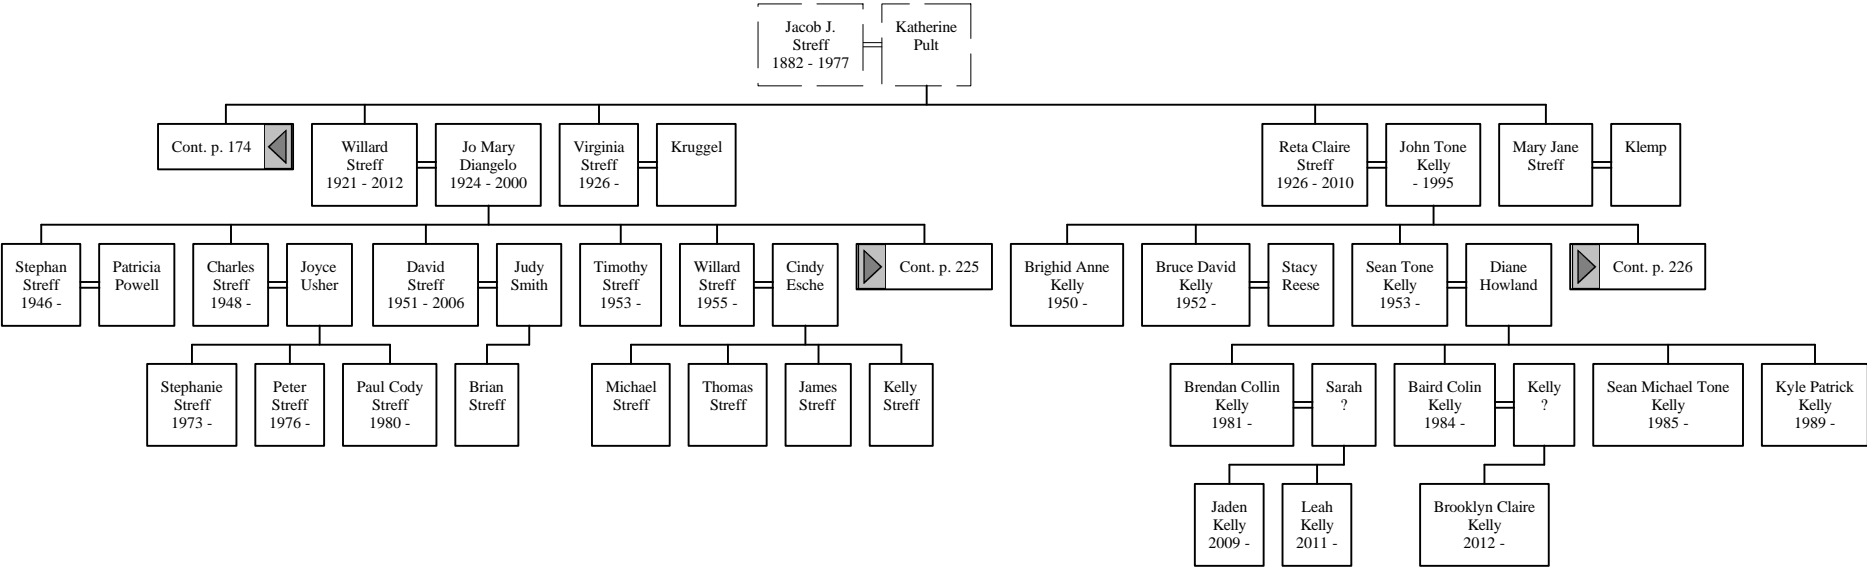 Jacob J.
Streff
1882 - 1977
Katherine
Pult
Cont. p. 174
Willard
Streff
1921 - 2012
Jo Mary
Diangelo
1924 - 2000
Virginia
Streff
1926 -
Kruggel
Reta Claire
Streff
1926 - 2010
John Tone
Kelly
- 1995
Mary Jane
Streff
Klemp
Stephan
Streff
1946 -
Patricia
Powell
Charles
Streff
1948 -
Joyce
Usher
David
Streff
1951 - 2006
Judy
Smith
Timothy
Streff
1953 -
Willard
Streff
1955 -
Cindy
Esche
Cont. p. 225
Brighid Anne
Kelly
1950 -
Bruce David
Kelly
1952 -
Stacy
Reese
Sean Tone
Kelly
1953 -
Diane
Howland
Cont. p. 226
Stephanie
Streff
1973 -
Peter
Streff
1976 -
Paul Cody
Streff
1980 -
Brian
Streff
Michael
Streff
Thomas
Streff
James
Streff
Kelly
Streff
Brendan Collin
Kelly
1981 -
Sarah
?
Baird Colin
Kelly
1984 -
Kelly
?
Sean Michael Tone
Kelly
1985 -
Kyle Patrick
Kelly
1989 -
Jaden
Kelly
2009 -
Leah
Kelly
2011 -
Brooklyn Claire
Kelly
2012 -